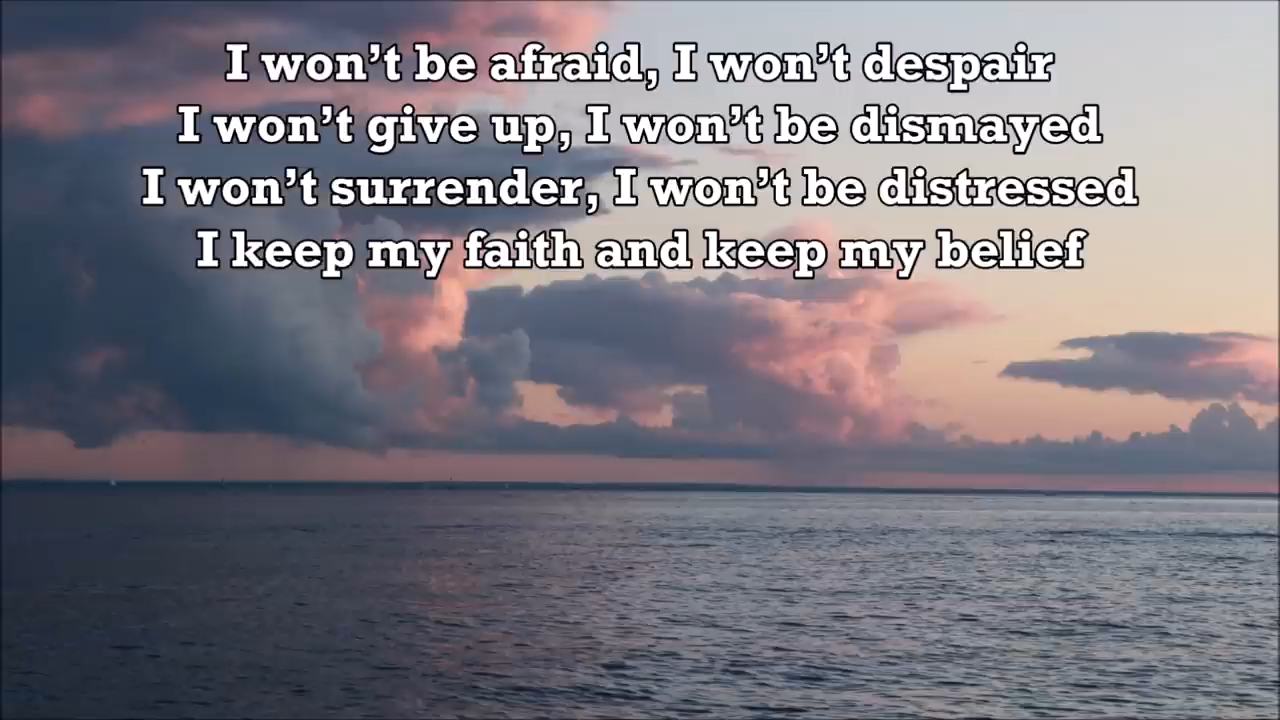 I won’t be afraid, I won’t despair
I won’t give up, I won’t be dismayed
I won’t surrender, I won’t be distressed
I keep my faith and keep my belief